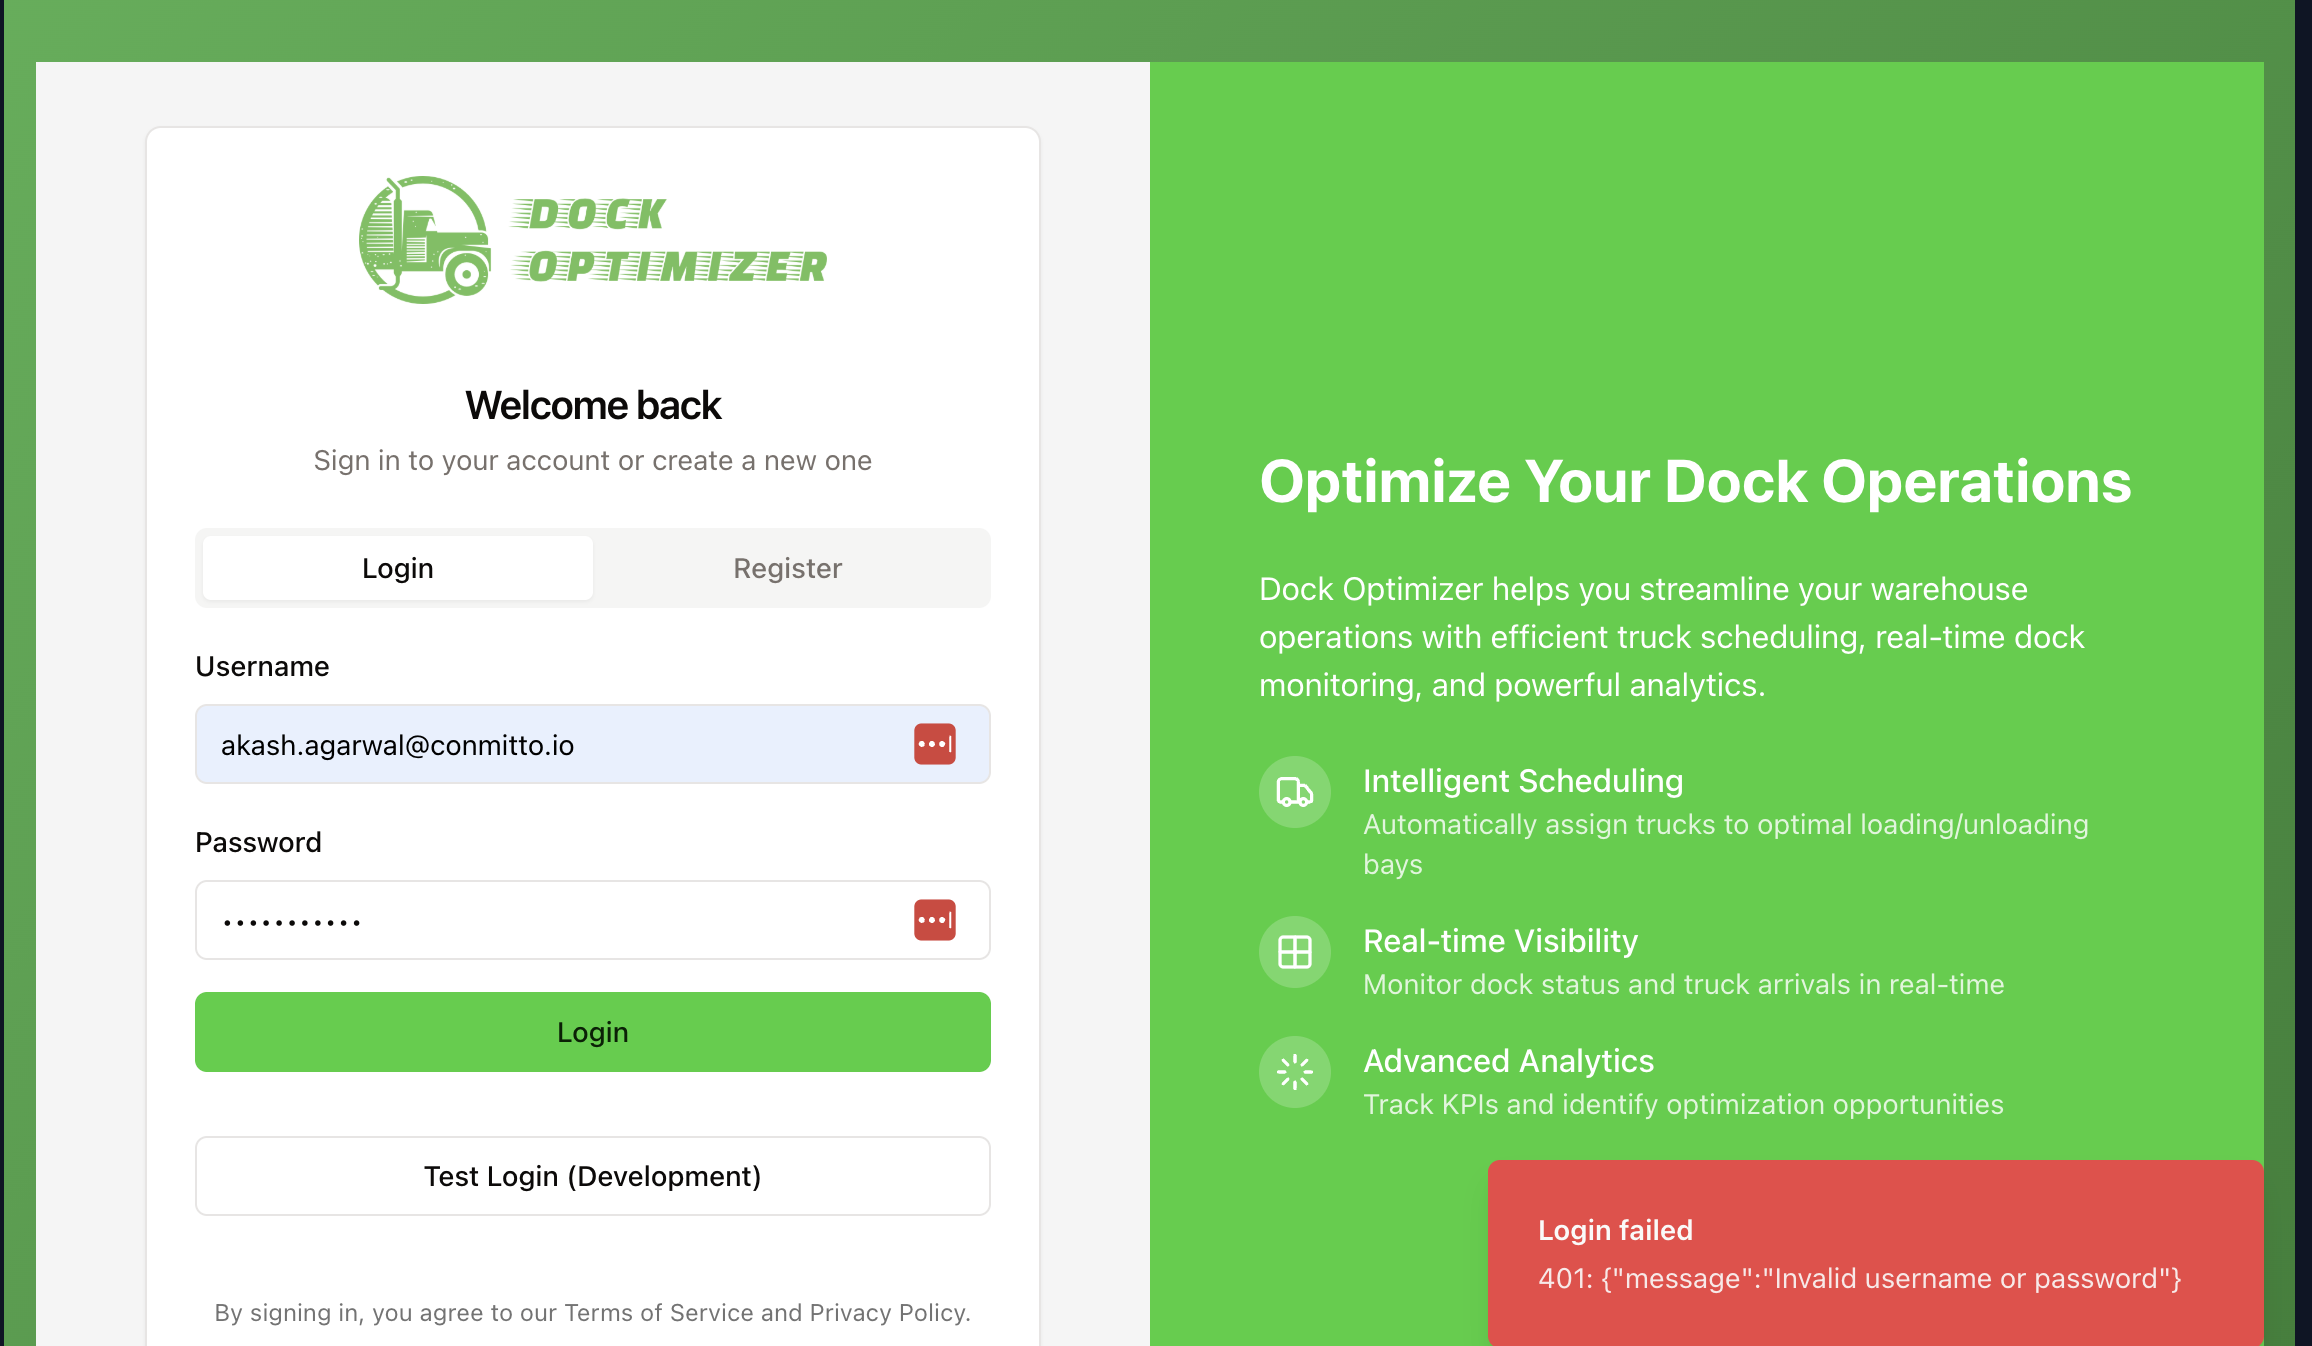 DOCK
OPTIMIZER
Welcome back
Sign in to your account or create a new one
Login
Register
Username
akash.agarwal@conmitto.io
Password
Login
Test Login (Development)
By signing in, you agree to our Terms of Service and Privacy Policy.
Optimize Your Dock Operations
Dock Optimizer helps you streamline your warehouse
operations with efficient truck scheduling, real-time dock
monitoring, and powerful analytics.
Intelligent Scheduling
Automatically assign trucks to optimal loading/unloading
bays
Real-time Visibility
Monitor dock status and truck arrivals in real-time
Advanced Analytics
Track KPIs and identify optimization opportunities
Login failed
401: {"message":"Invalid username or password"}